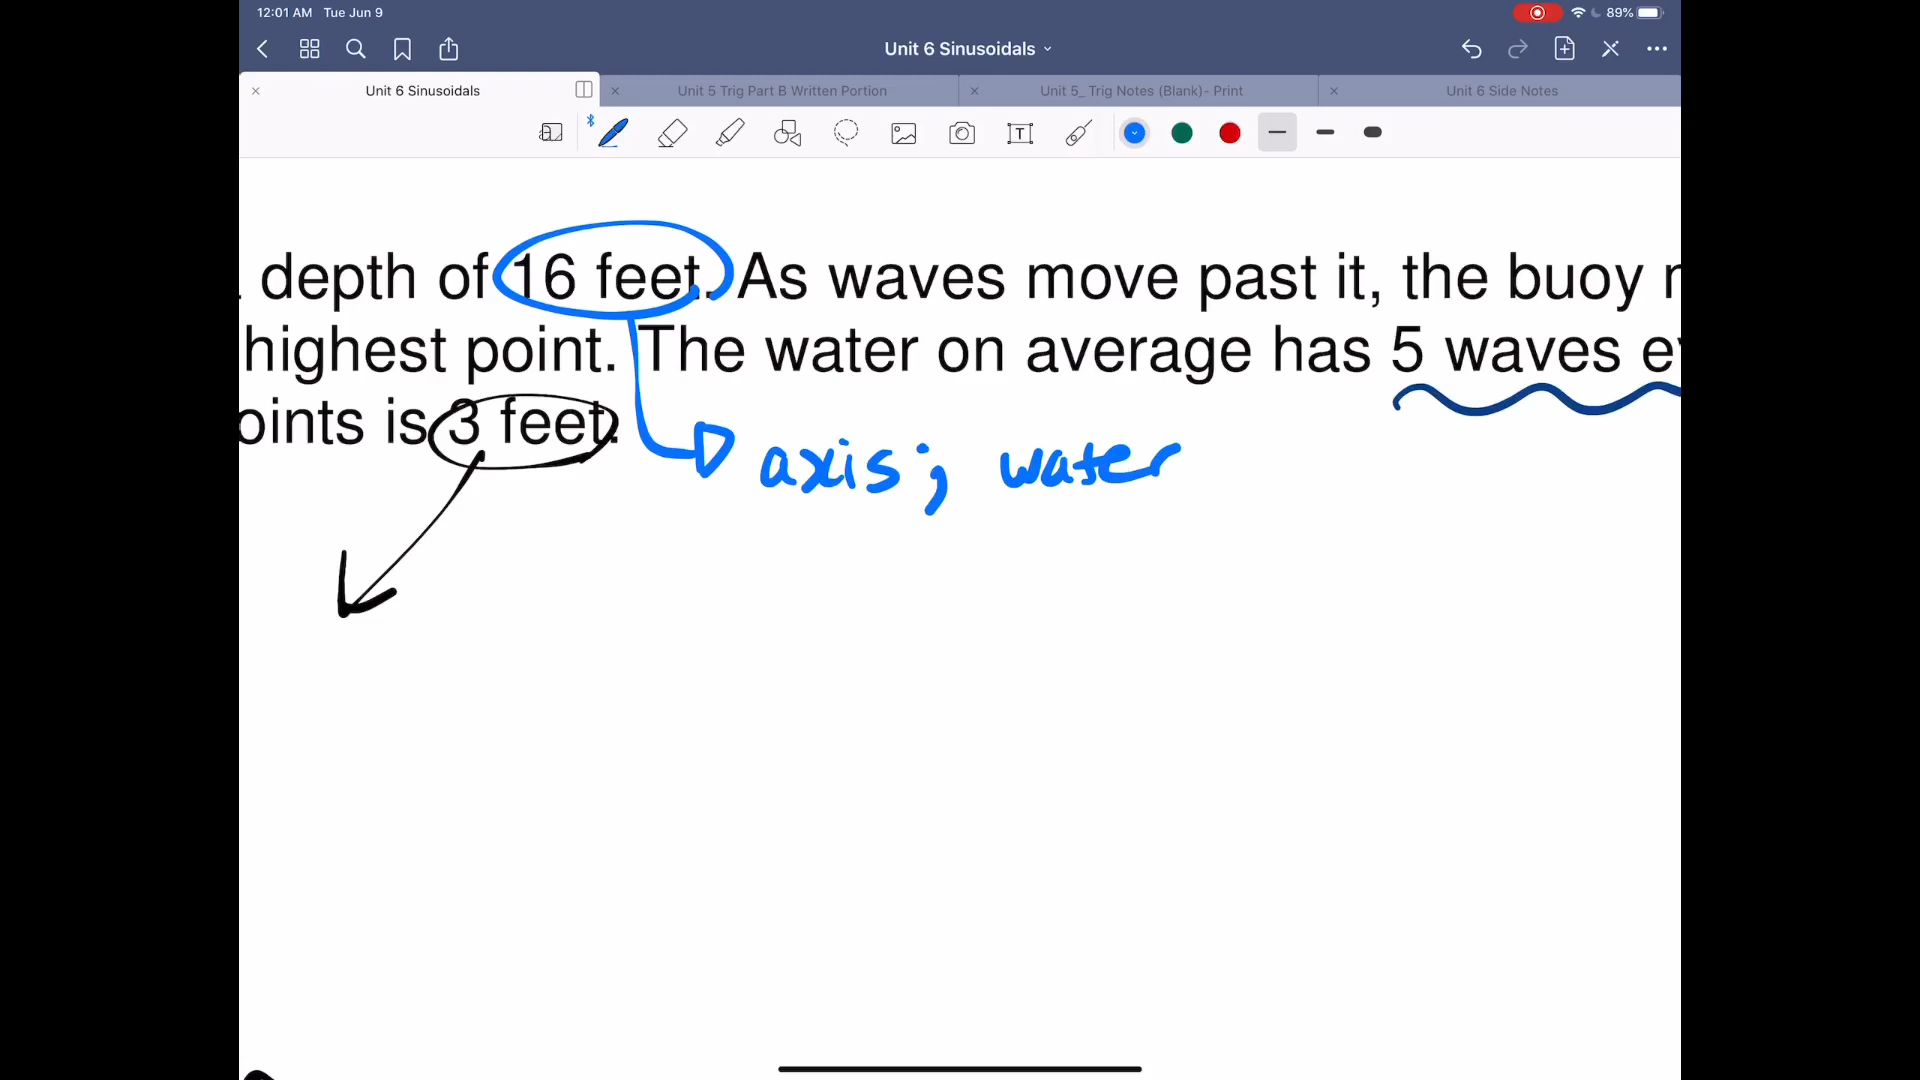 12:01 AM Tue Jun 9
89%
Unit 6 Sinusoidals
Unit 6 Sinusoidals
Unit 5 Trig Part B Written Portion
Unit 5_ Trig Notes (Blank)- Print
Unit 6 Side Notes
T
depth of 16 feet. As waves move past it, the buoy
highest point. The water on average has 5 waves
oints is 3 feet.
axis; water